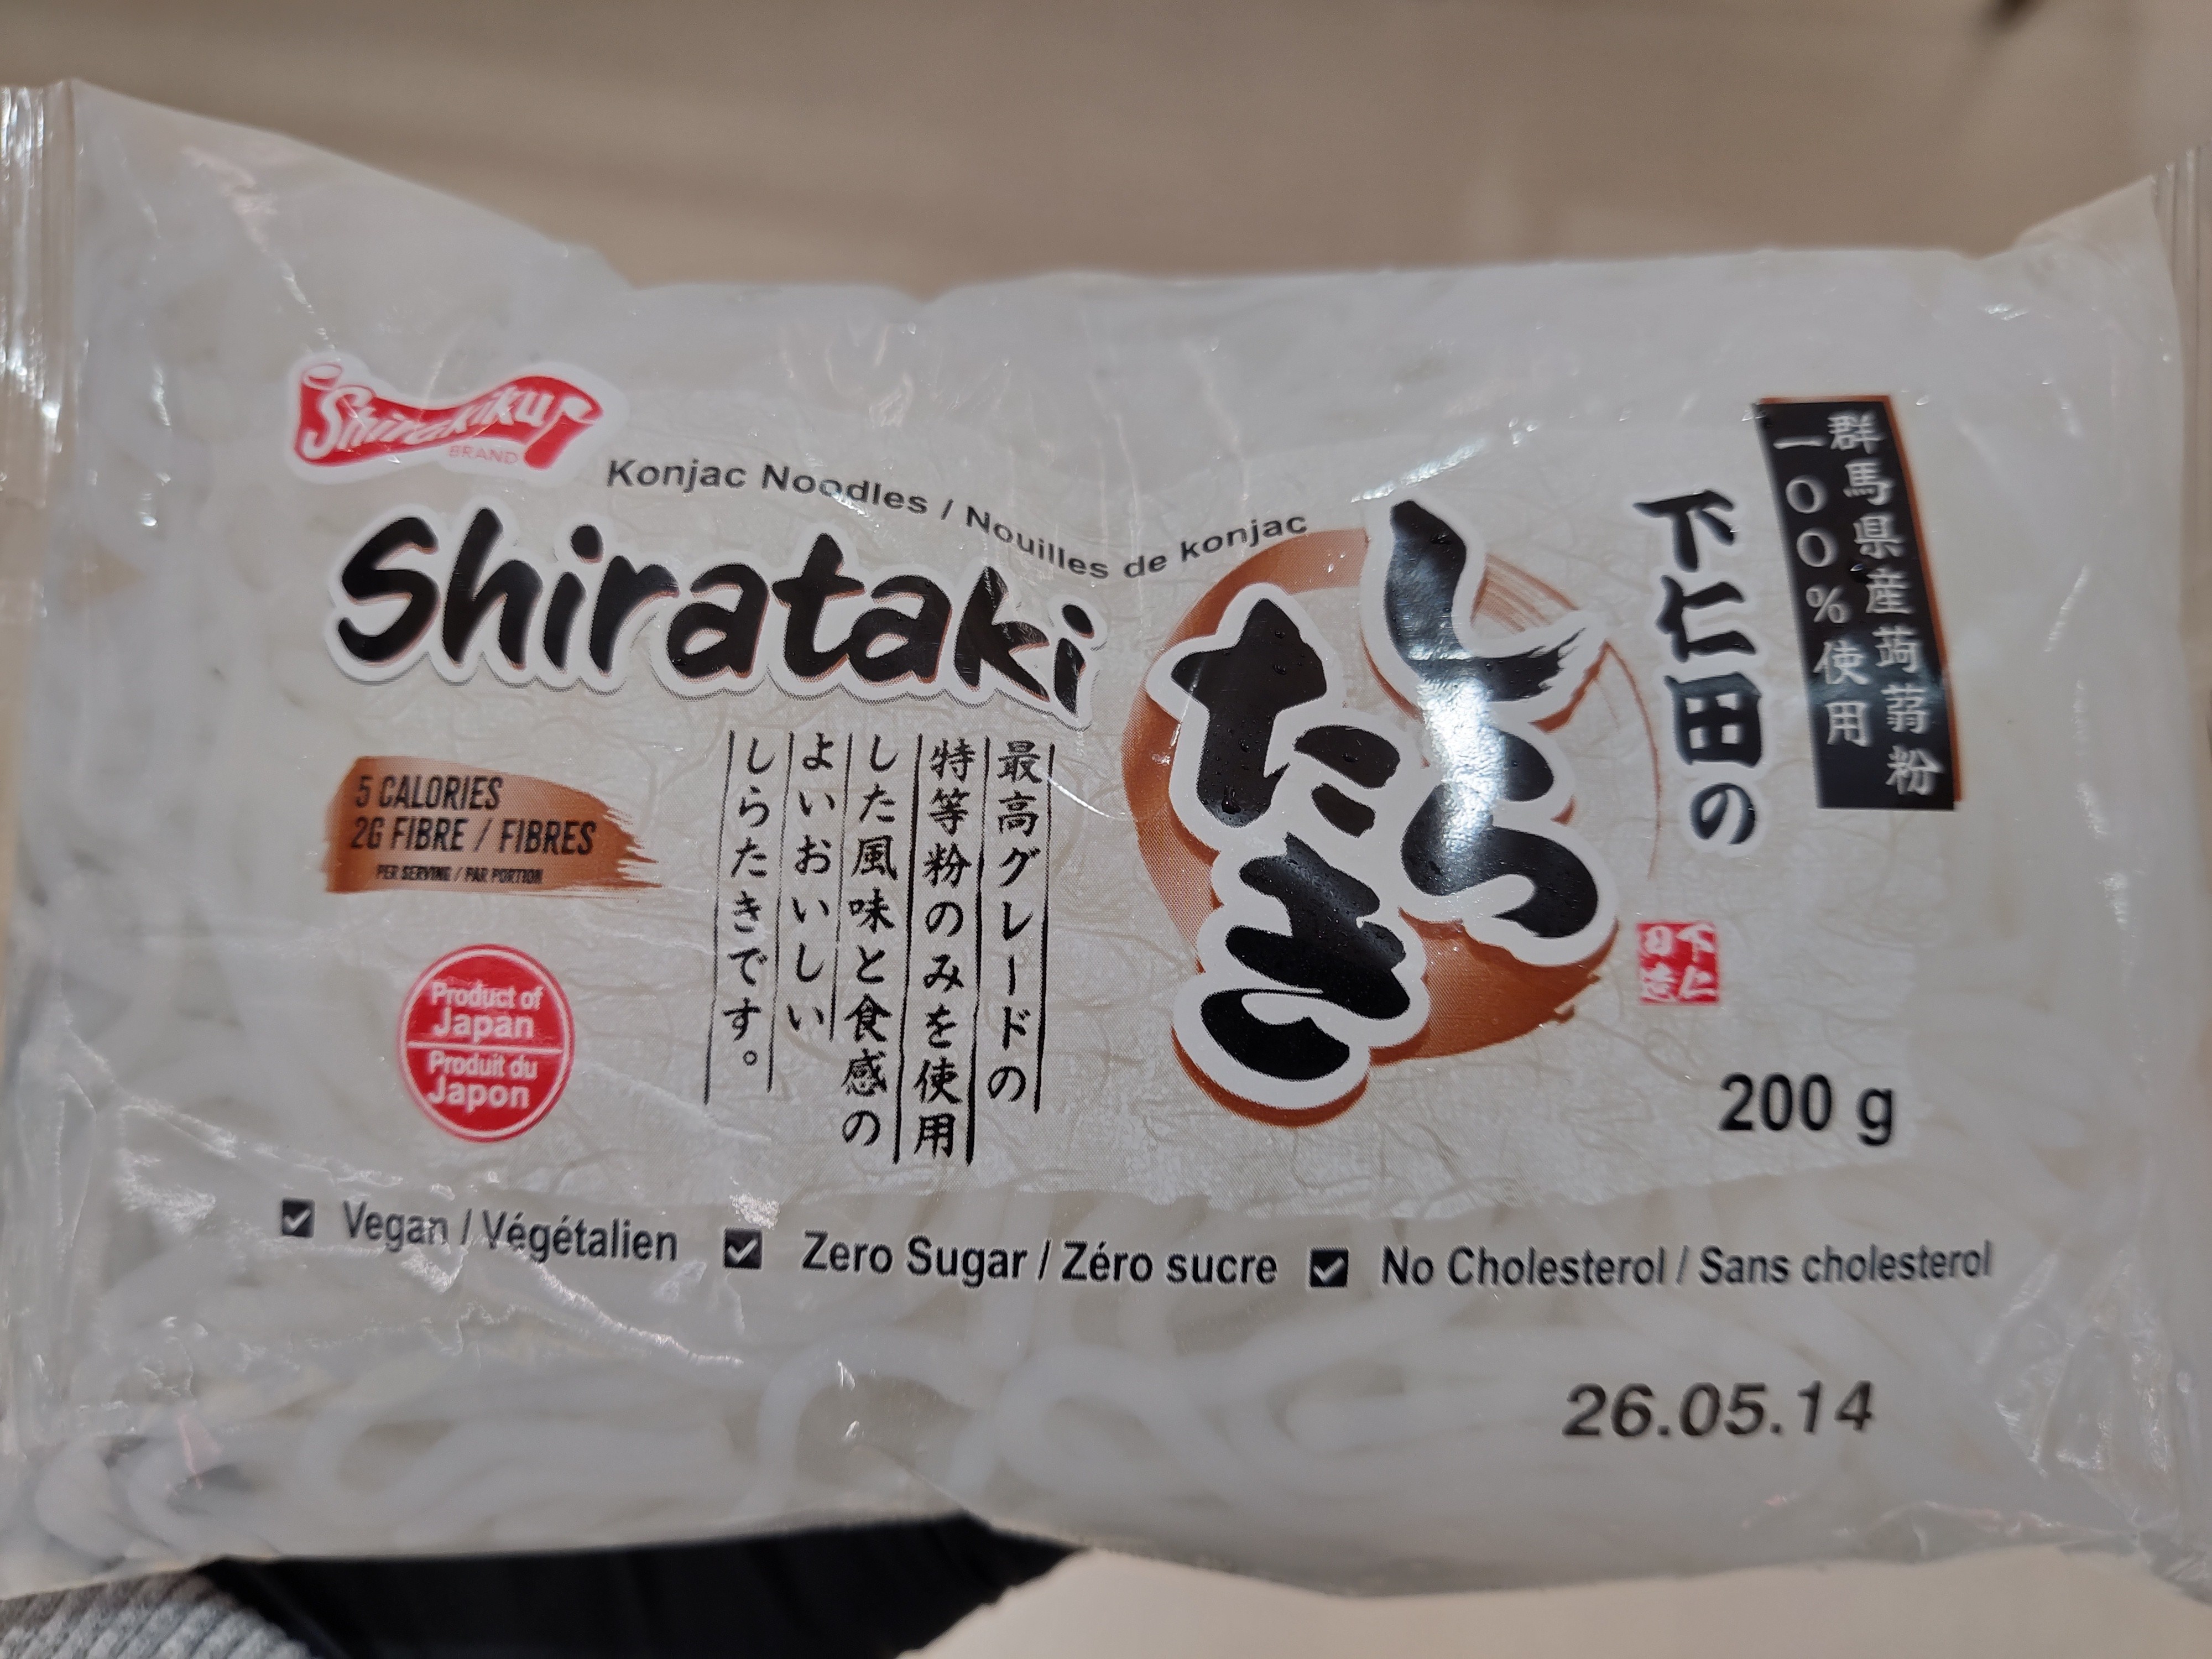 Shirakiku
BRAND
Konjac Noodles / Nouilles de konjac
Shirataki
群馬県産蒟蒻粉
一〇〇%使用
下仁田の
しら
たき
下仁
日造
5 CALORIES
2G FIBRE / FIBRES
PER SERVING / PAR PORTION
最高グレードの
特等粉のみを使用
した風味と食感の
よいおいしい
しらたきです。
Product of
Japan
Produit du
Japon
200 g
Vegan / Végétalien
Zero Sugar / Zéro sucre
No Cholesterol / Sans cholesterol
26.05.14